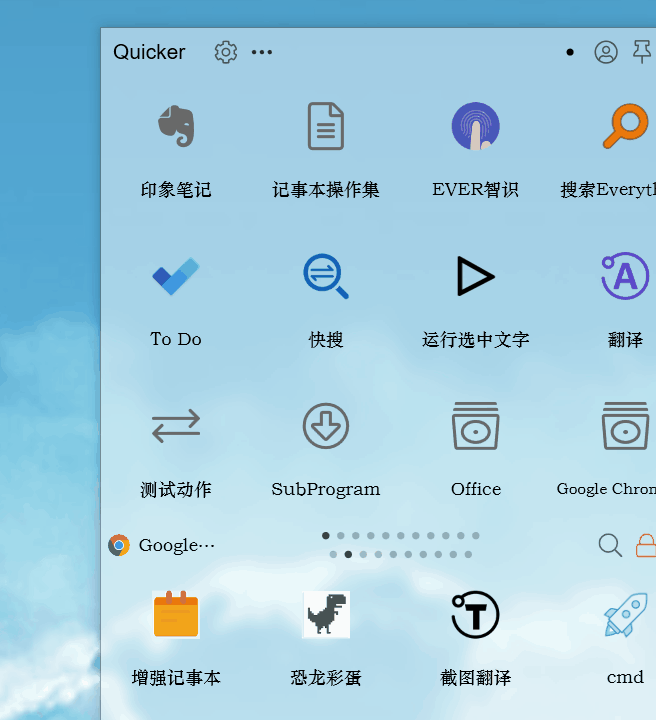 Quicker
印象笔记
记事本操作集
EVER智识
搜索Everyth
To Do
快搜
运行选中文字
翻译
测试动作
SubProgram
Office
Google Chrom
Google···
增强记事本
恐龙彩蛋
截图翻译
cmd